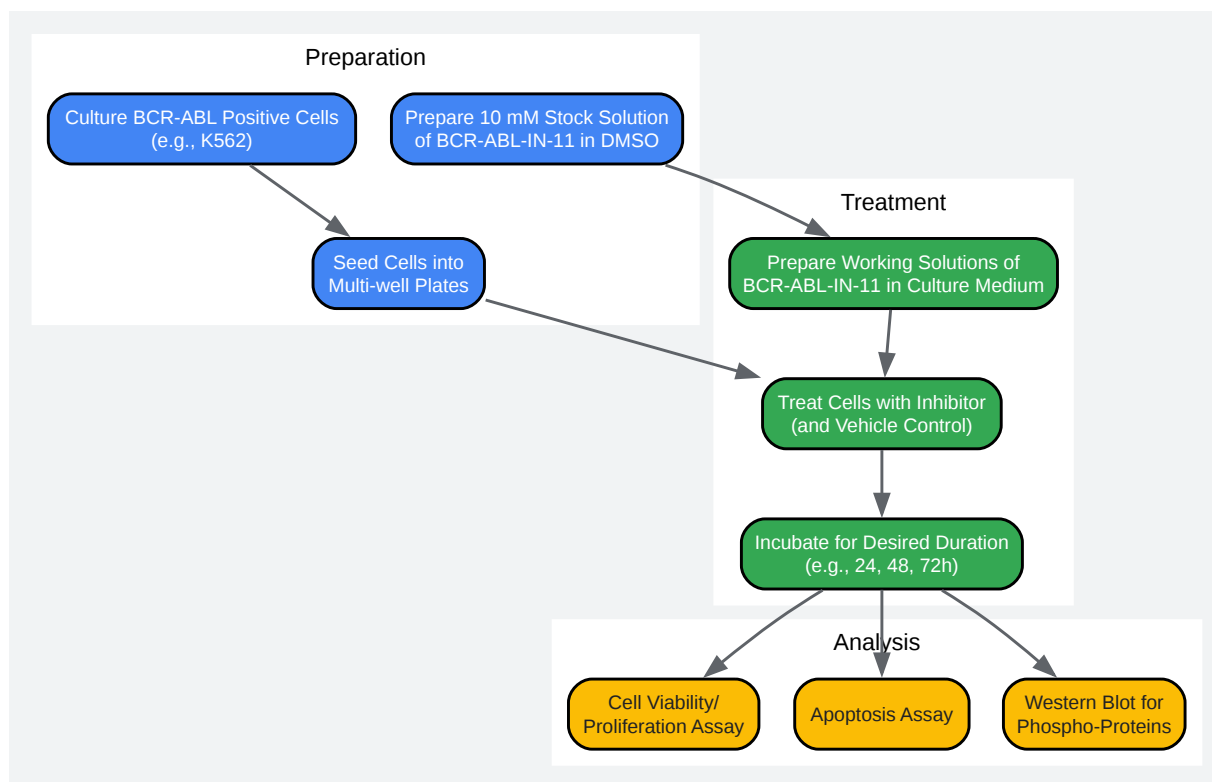 Preparation
Culture BCR-ABL Positive Cells
(e.g., K562)
Prepare 10 mM Stock Solution
of BCR-ABL-IN-11 in DMSO
Seed Cells into
Multi-well Plates
Treatment
Prepare Working Solutions of
BCR-ABL-IN-11 in Culture Medium
Treat Cells with Inhibitor
(and Vehicle Control)
Incubate for Desired Duration
(e.g., 24, 48, 72h)
Analysis
Cell Viability/
Proliferation Assay
Apoptosis Assay
Western Blot for
Phospho-Proteins